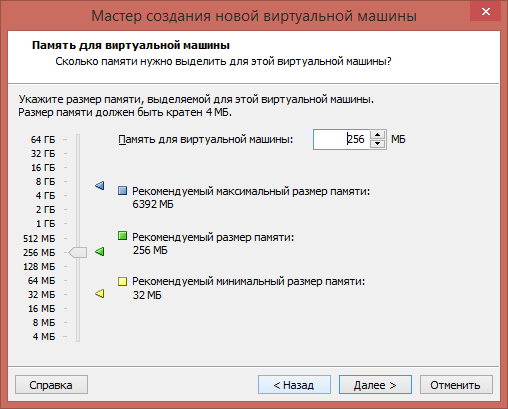 Мастер создания новой виртуальной машины
Память для виртуальной машины
Сколько памяти нужно выделить для этой виртуальной машины?
Укажите размер памяти, выделяемой для этой виртуальной машины.
Размер памяти должен быть кратен 4 МБ.
64 ГБ
32 ГБ
16 ГБ
8 ГБ
4 ГБ
2 ГБ
1 ГБ
512 МБ
256 МБ
128 МБ
64 МБ
32 МБ
16 МБ
8 МБ
4 МБ
Память для виртуальной машины: 256 МБ
Рекомендуемый максимальный размер памяти:
6392 МБ
Рекомендуемый размер памяти:
256 МБ
Рекомендуемый минимальный размер памяти:
32 МБ
Справка < Назад Далее > Отменить